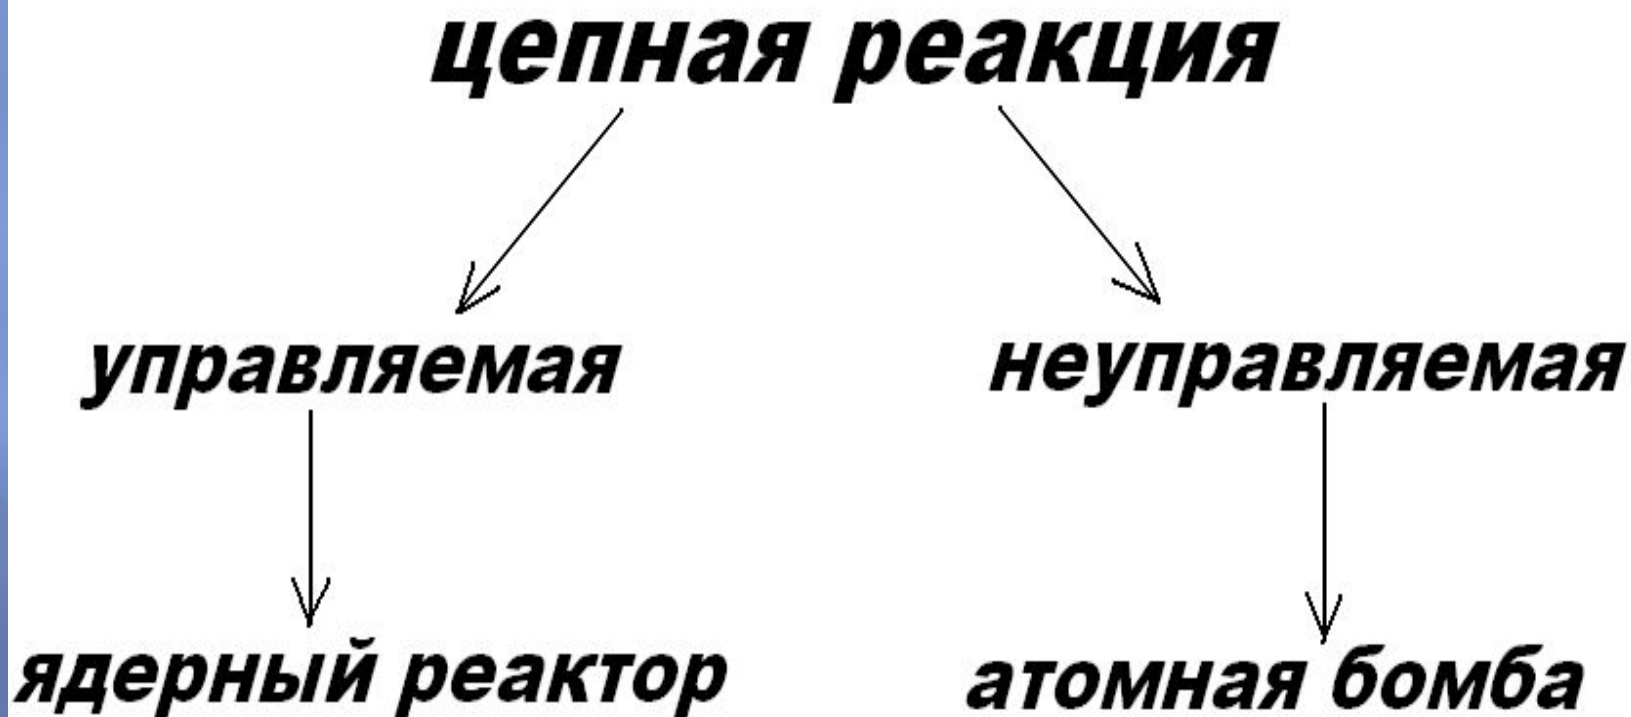 цепная реакция
управляемая
неуправляемая
ядерный реактор
атомная бомба